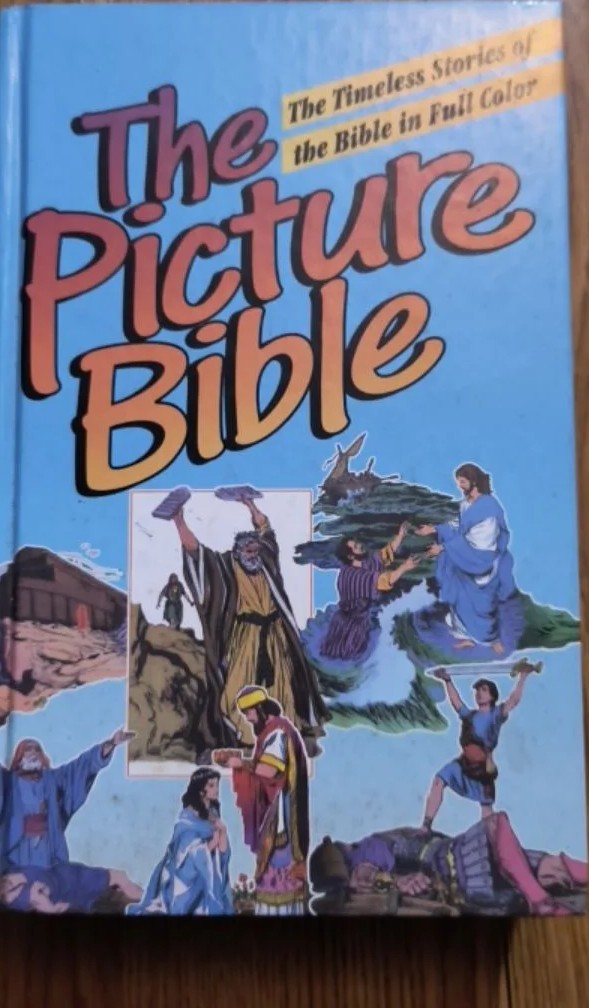 The
The Timeless Stories of
the Bible in Full Color
Picture
Bible